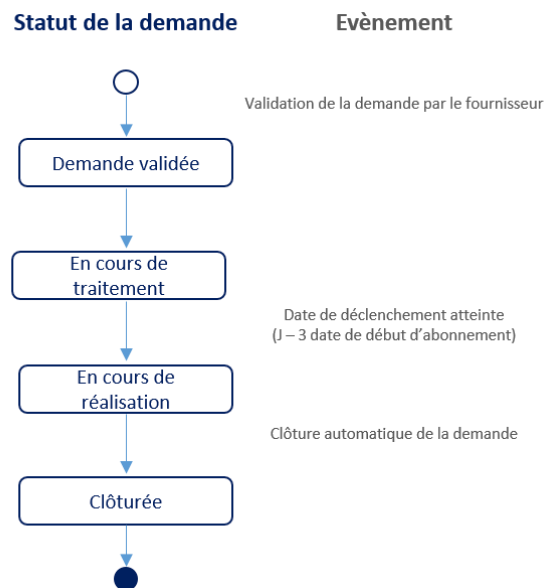 Statut de la demande
Evènement
Validation de la demande par le fournisseur
Demande validée
En cours de
traitement
Date de déclenchement atteinte
(J – 3 date de début d’abonnement)
En cours de
réalisation
Clôture automatique de la demande
Clôturée